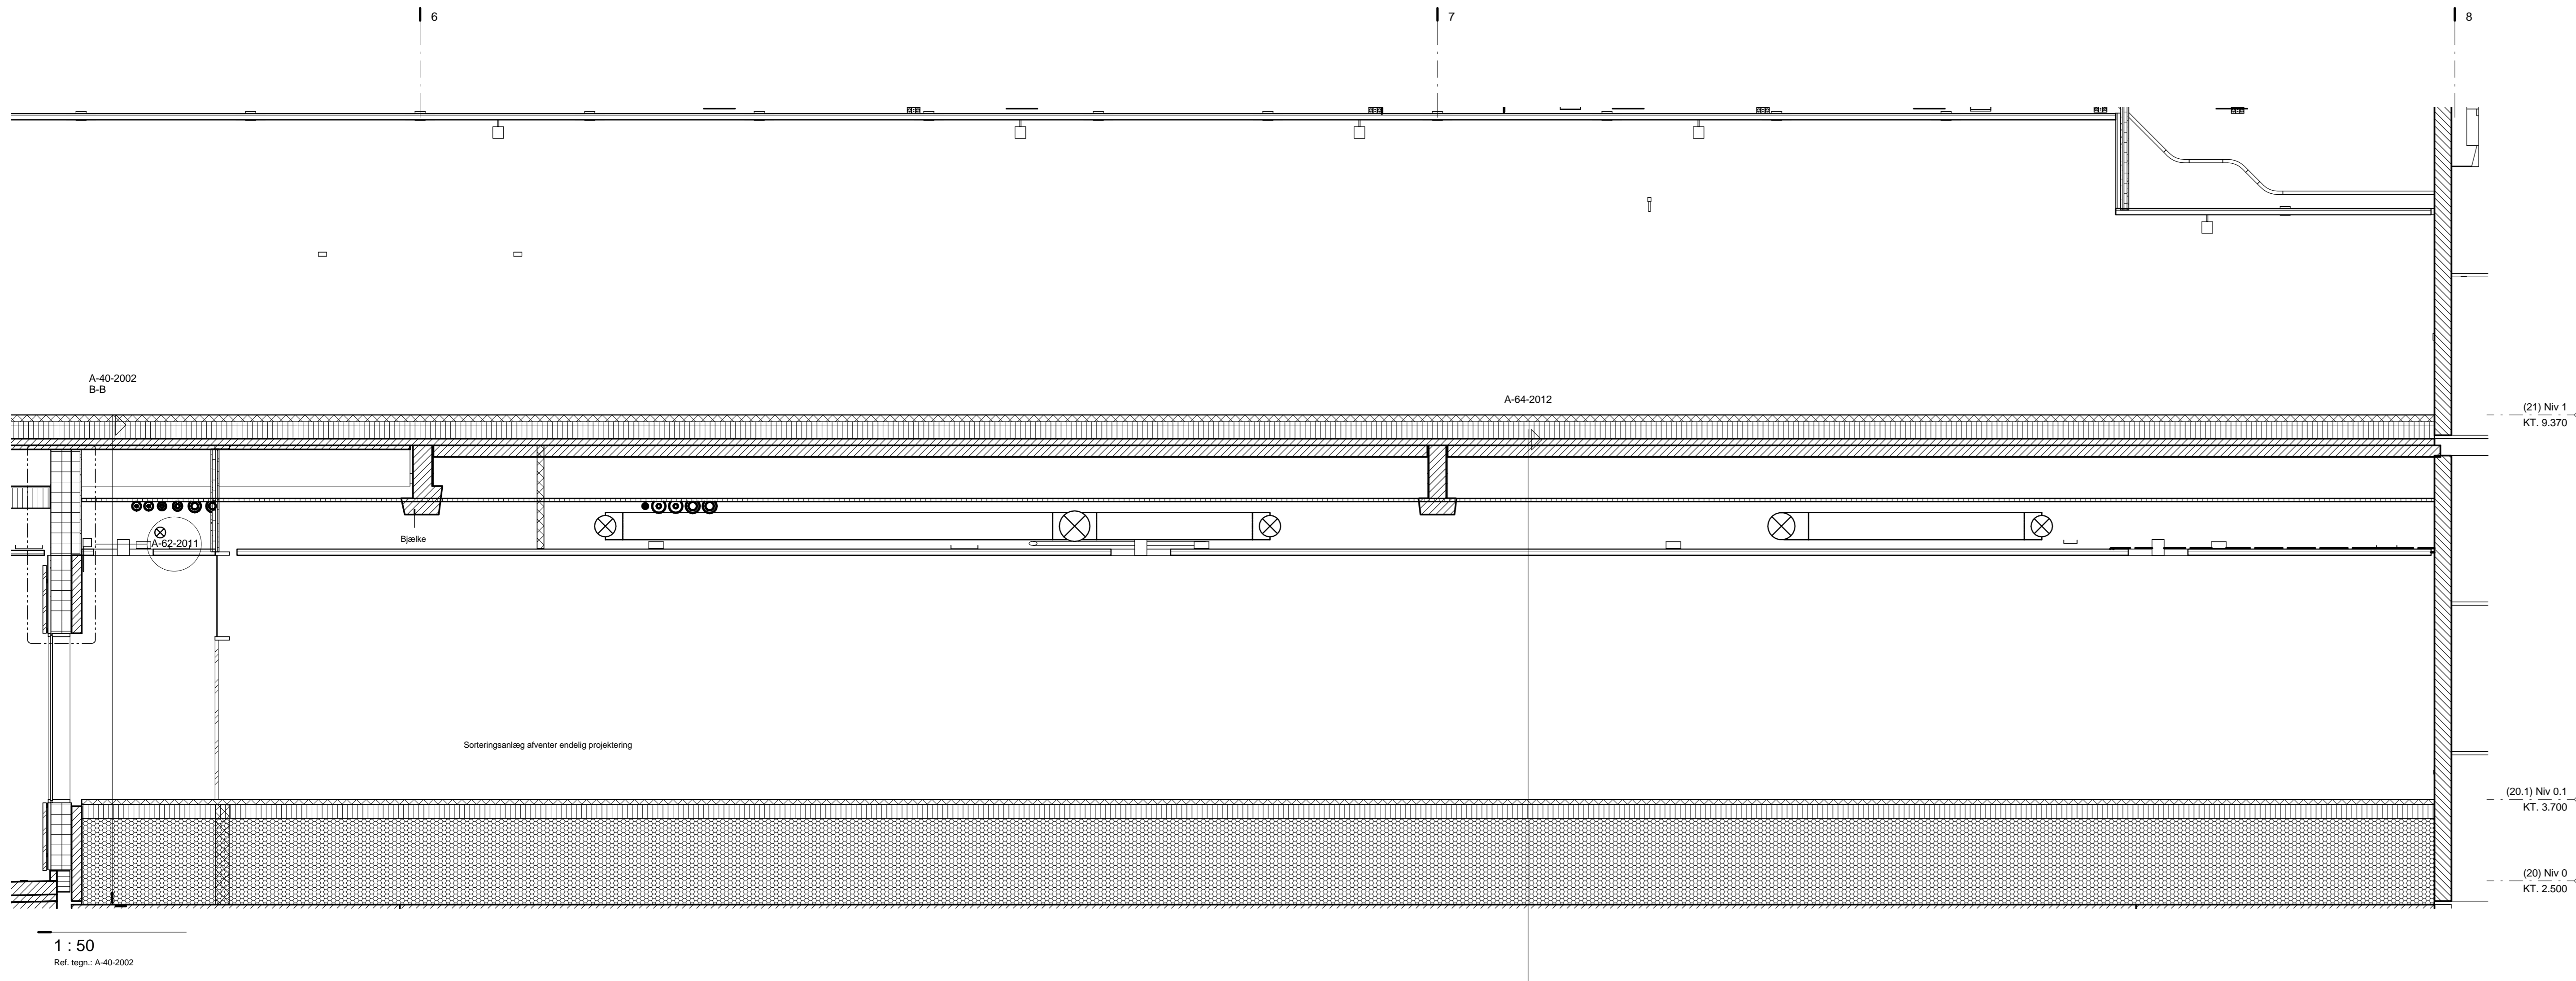 6
7
8
A-40-2002
B-B
A-64-2012
(21) Niv 1
KT. 9.370
Bjælke
A-62-2011
Sorteringsanlæg afventer endelig projektering
(20.1) Niv 0.1
KT. 3.700
(20) Niv 0
KT. 2.500
1 : 50
Ref. tegn.: A-40-2002